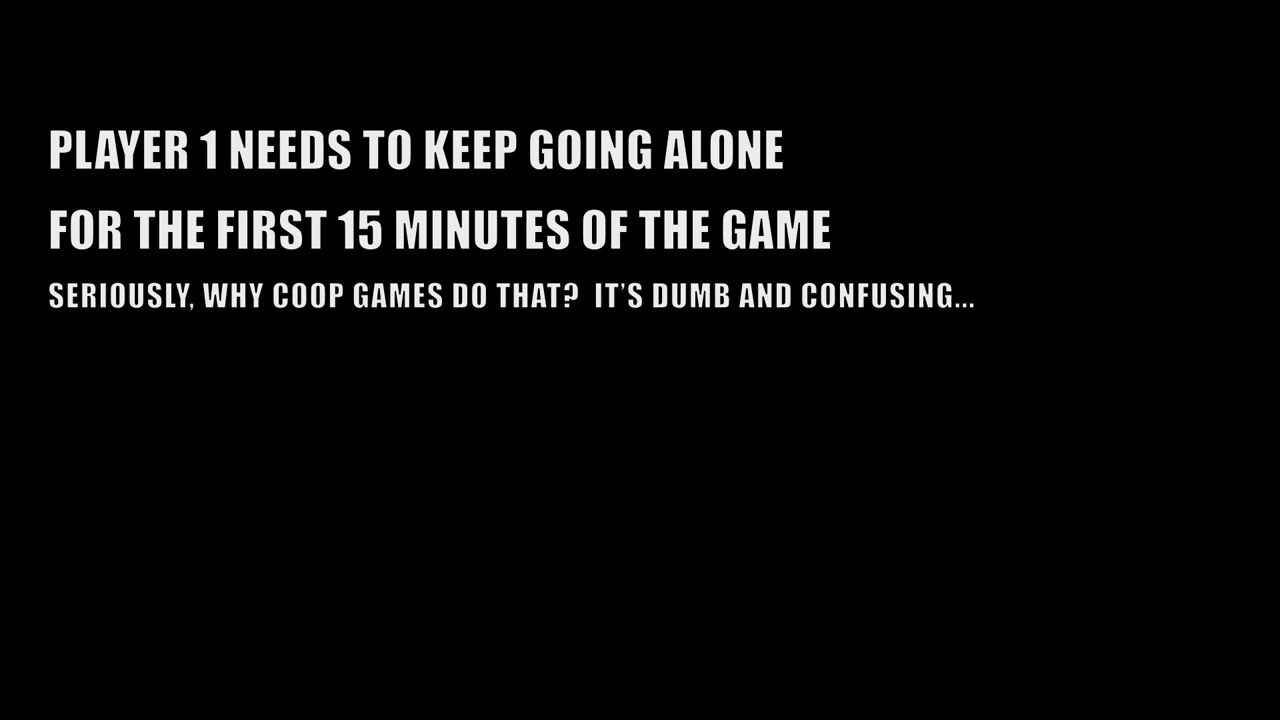 PLAYER 1 NEEDS TO KEEP GOING ALONE
FOR THE FIRST 15 MINUTES OF THE GAME
SERIOUSLY, WHY COOP GAMES DO THAT?  IT’S DUMB AND CONFUSING...